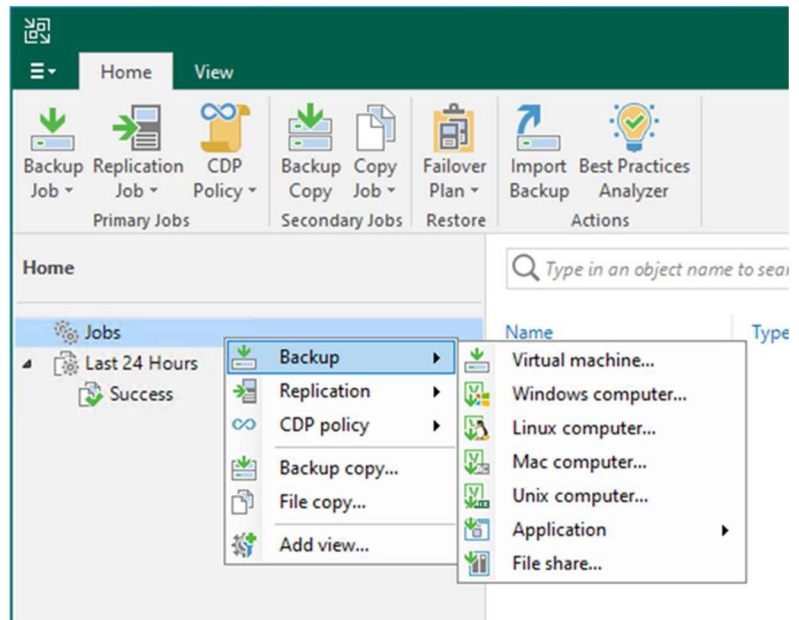 Home View
Backup Replication CDP Backup Copy Failover Import Best Practices
Job Job Policy Copy Job Plan Backup Analyzer
Primary Jobs Secondary Jobs Restore Actions
Home
Type in an object name to sear
Jobs
Name Type
Last 24 Hours
Success
Backup
Replication
CDP policy
Backup copy...
File copy...
Add view...
Virtual machine...
Windows computer...
Linux computer...
Mac computer...
Unix computer...
Application
File share...